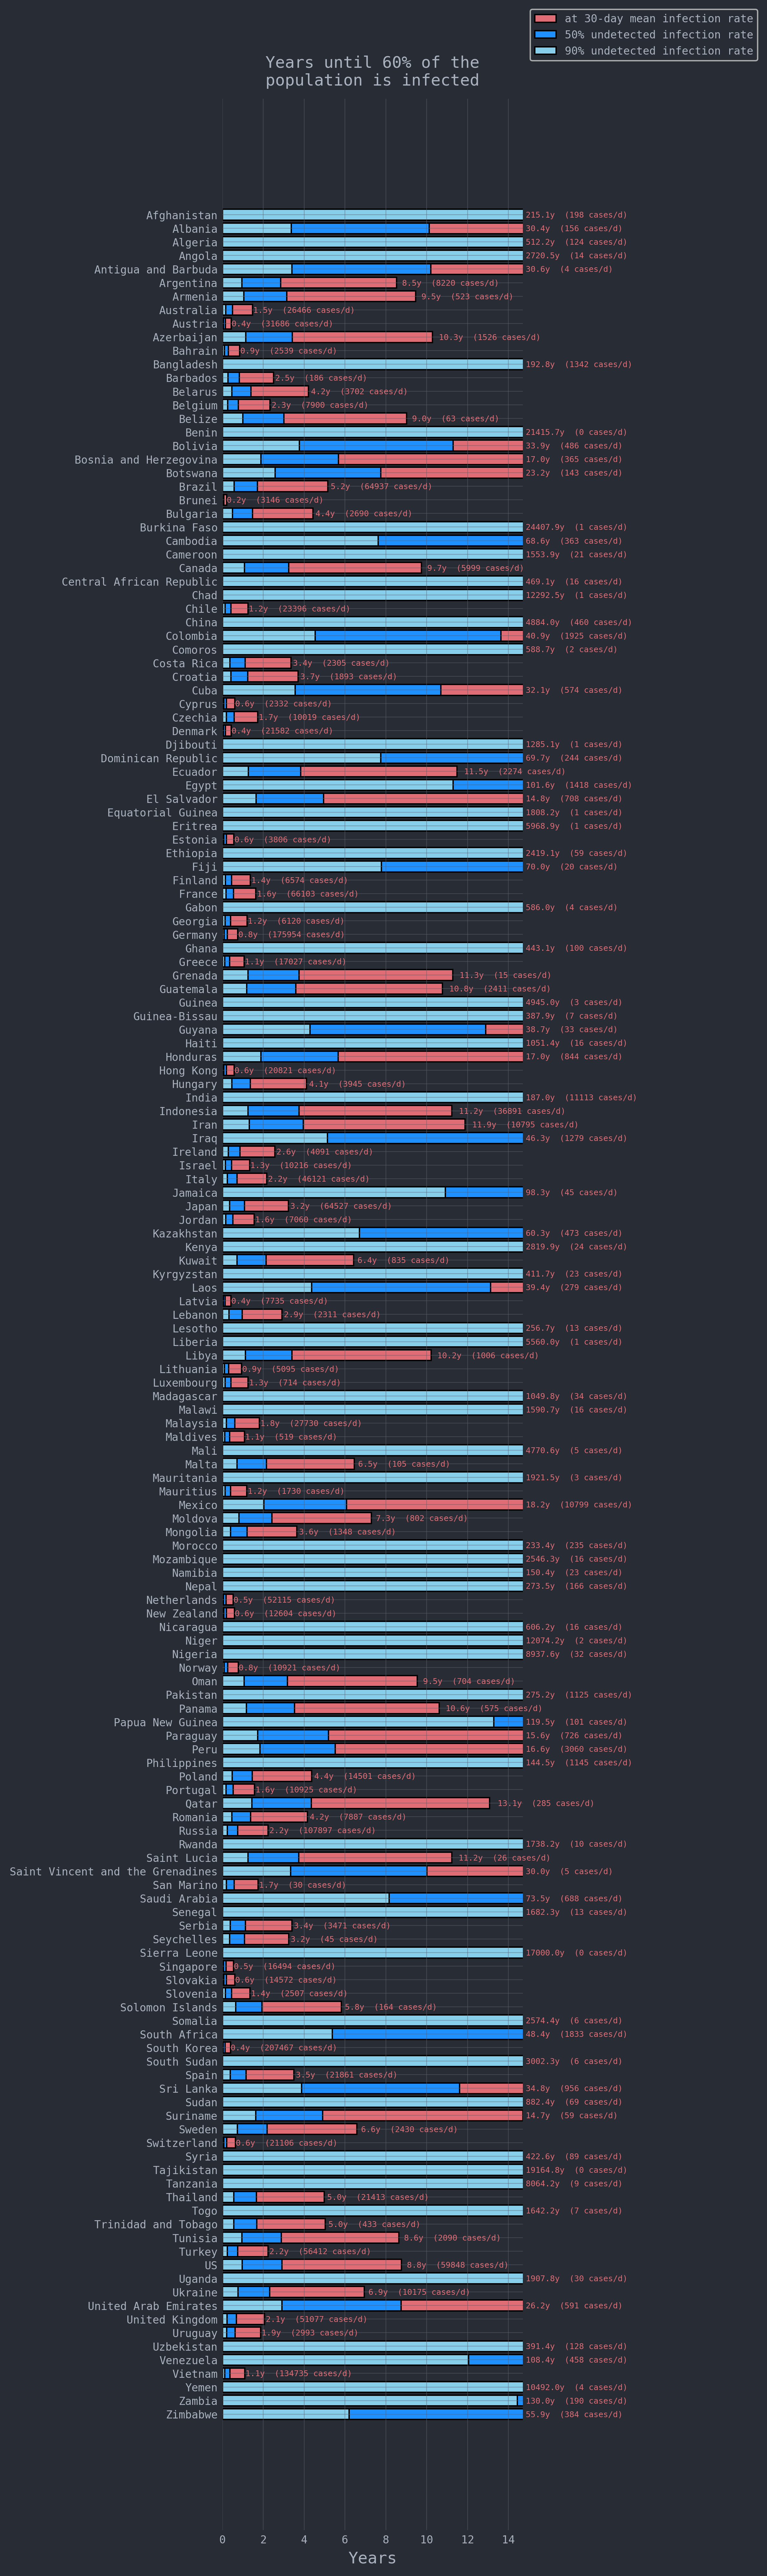 at 30-day mean infection rate
50% undetected infection rate
90% undetected infection rate
Years until 60% of the
population is infected
Afghanistan 215.1y (198 cases/d)
Albania 30.4y (156 cases/d)
Algeria 512.2y (124 cases/d)
Angola 2720.5y (14 cases/d)
Antigua and Barbuda 30.6y (4 cases/d)
Argentina 8.5y (8220 cases/d)
Armenia 9.5y (523 cases/d)
Australia 1.5y (26466 cases/d)
Austria 0.4y (31686 cases/d)
Azerbaijan 10.3y (1526 cases/d)
Bahrain 0.9y (2539 cases/d)
Bangladesh 192.8y (1342 cases/d)
Barbados 2.5y (186 cases/d)
Belarus 4.2y (3702 cases/d)
Belgium 2.3y (7900 cases/d)
Belize 9.0y (63 cases/d)
Benin 21415.7y (0 cases/d)
Bolivia 33.9y (486 cases/d)
Bosnia and Herzegovina 17.0y (365 cases/d)
Botswana 23.2y (143 cases/d)
Brazil 5.2y (64937 cases/d)
Brunei 0.2y (3146 cases/d)
Bulgaria 4.4y (2690 cases/d)
Burkina Faso 24407.9y (1 cases/d)
Cambodia 68.6y (363 cases/d)
Cameroon 1553.9y (21 cases/d)
Canada 9.7y (5999 cases/d)
Central African Republic 469.1y (16 cases/d)
Chad 12292.5y (1 cases/d)
Chile 1.2y (23396 cases/d)
China 4884.0y (460 cases/d)
Colombia 40.9y (1925 cases/d)
Comoros 588.7y (2 cases/d)
Costa Rica 3.4y (2305 cases/d)
Croatia 3.7y (1893 cases/d)
Cuba 32.1y (574 cases/d)
Cyprus 0.6y (2332 cases/d)
Czechia 1.7y (10019 cases/d)
Denmark 0.4y (21582 cases/d)
Djibouti 1285.1y (1 cases/d)
Dominican Republic 69.7y (244 cases/d)
Ecuador 11.5y (2274 cases/d)
Egypt 101.6y (1418 cases/d)
El Salvador 14.8y (708 cases/d)
Equatorial Guinea 1808.2y (1 cases/d)
Eritrea 5968.9y (1 cases/d)
Estonia 0.6y (3806 cases/d)
Ethiopia 2419.1y (59 cases/d)
Fiji 70.0y (20 cases/d)
Finland 1.4y (6574 cases/d)
France 1.6y (66103 cases/d)
Gabon 586.0y (4 cases/d)
Georgia 1.2y (6120 cases/d)
Germany 0.8y (175954 cases/d)
Ghana 443.1y (100 cases/d)
Greece 1.1y (17027 cases/d)
Grenada 11.3y (15 cases/d)
Guatemala 10.8y (2411 cases/d)
Guinea 4945.0y (3 cases/d)
Guinea-Bissau 387.9y (7 cases/d)
Guyana 38.7y (33 cases/d)
Haiti 1051.4y (16 cases/d)
Honduras 17.0y (844 cases/d)
Hong Kong 0.6y (20821 cases/d)
Hungary 4.1y (3945 cases/d)
India 187.0y (11113 cases/d)
Indonesia 11.2y (36891 cases/d)
Iran 11.9y (10795 cases/d)
Iraq 46.3y (1279 cases/d)
Ireland 2.6y (4091 cases/d)
Israel 1.3y (10216 cases/d)
Italy 2.2y (46121 cases/d)
Jamaica 98.3y (45 cases/d)
Japan 3.2y (64527 cases/d)
Jordan 1.6y (7060 cases/d)
Kazakhstan 60.3y (473 cases/d)
Kenya 2819.9y (24 cases/d)
Kuwait 6.4y (835 cases/d)
Kyrgyzstan 411.7y (23 cases/d)
Laos 39.4y (279 cases/d)
Latvia 0.4y (7735 cases/d)
Lebanon 2.9y (2311 cases/d)
Lesotho 256.7y (13 cases/d)
Liberia 5560.0y (1 cases/d)
Libya 10.2y (1006 cases/d)
Lithuania 0.9y (5095 cases/d)
Luxembourg 1.3y (714 cases/d)
Madagascar 1049.8y (34 cases/d)
Malawi 1590.7y (16 cases/d)
Malaysia 1.8y (27730 cases/d)
Maldives 1.1y (519 cases/d)
Mali 4770.6y (5 cases/d)
Malta 6.5y (105 cases/d)
Mauritania 1921.5y (3 cases/d)
Mauritius 1.2y (1730 cases/d)
Mexico 18.2y (10799 cases/d)
Moldova 7.3y (802 cases/d)
Mongolia 3.6y (1348 cases/d)
Morocco 233.4y (235 cases/d)
Mozambique 2546.3y (16 cases/d)
Namibia 150.4y (23 cases/d)
Nepal 273.5y (166 cases/d)
Netherlands 0.5y (52115 cases/d)
New Zealand 0.6y (12604 cases/d)
Nicaragua 606.2y (16 cases/d)
Niger 12074.2y (2 cases/d)
Nigeria 8937.6y (32 cases/d)
Norway 0.8y (10921 cases/d)
Oman 9.5y (704 cases/d)
Pakistan 275.2y (1125 cases/d)
Panama 10.6y (575 cases/d)
Papua New Guinea 119.5y (101 cases/d)
Paraguay 15.6y (726 cases/d)
Peru 16.6y (3060 cases/d)
Philippines 144.5y (1145 cases/d)
Poland 4.4y (14501 cases/d)
Portugal 1.6y (10925 cases/d)
Qatar 13.1y (285 cases/d)
Romania 4.2y (7887 cases/d)
Russia 2.2y (107897 cases/d)
Rwanda 1738.2y (10 cases/d)
Saint Lucia 11.2y (26 cases/d)
Saint Vincent and the Grenadines 30.0y (5 cases/d)
San Marino 1.7y (30 cases/d)
Saudi Arabia 73.5y (688 cases/d)
Senegal 1682.3y (13 cases/d)
Serbia 3.4y (3471 cases/d)
Seychelles 3.2y (45 cases/d)
Sierra Leone 17000.0y (0 cases/d)
Singapore 0.5y (16494 cases/d)
Slovakia 0.6y (14572 cases/d)
Slovenia 1.4y (2507 cases/d)
Solomon Islands 5.8y (164 cases/d)
Somalia 2574.4y (6 cases/d)
South Africa 48.4y (1833 cases/d)
South Korea 0.4y (207467 cases/d)
South Sudan 3002.3y (6 cases/d)
Spain 3.5y (21861 cases/d)
Sri Lanka 34.8y (956 cases/d)
Sudan 882.4y (69 cases/d)
Suriname 14.7y (59 cases/d)
Sweden 6.6y (2430 cases/d)
Switzerland 0.6y (21106 cases/d)
Syria 422.6y (89 cases/d)
Tajikistan 19164.8y (0 cases/d)
Tanzania 8064.2y (9 cases/d)
Thailand 5.0y (21413 cases/d)
Togo 1642.2y (7 cases/d)
Trinidad and Tobago 5.0y (433 cases/d)
Tunisia 8.6y (2090 cases/d)
Turkey 2.2y (56412 cases/d)
US 8.8y (59848 cases/d)
Uganda 1907.8y (30 cases/d)
Ukraine 6.9y (10175 cases/d)
United Arab Emirates 26.2y (591 cases/d)
United Kingdom 2.1y (51077 cases/d)
Uruguay 1.9y (2993 cases/d)
Uzbekistan 391.4y (128 cases/d)
Venezuela 108.4y (458 cases/d)
Vietnam 1.1y (134735 cases/d)
Yemen 10492.0y (4 cases/d)
Zambia 130.0y (190 cases/d)
Zimbabwe 55.9y (384 cases/d)
0 2 4 6 8 10 12 14
Years